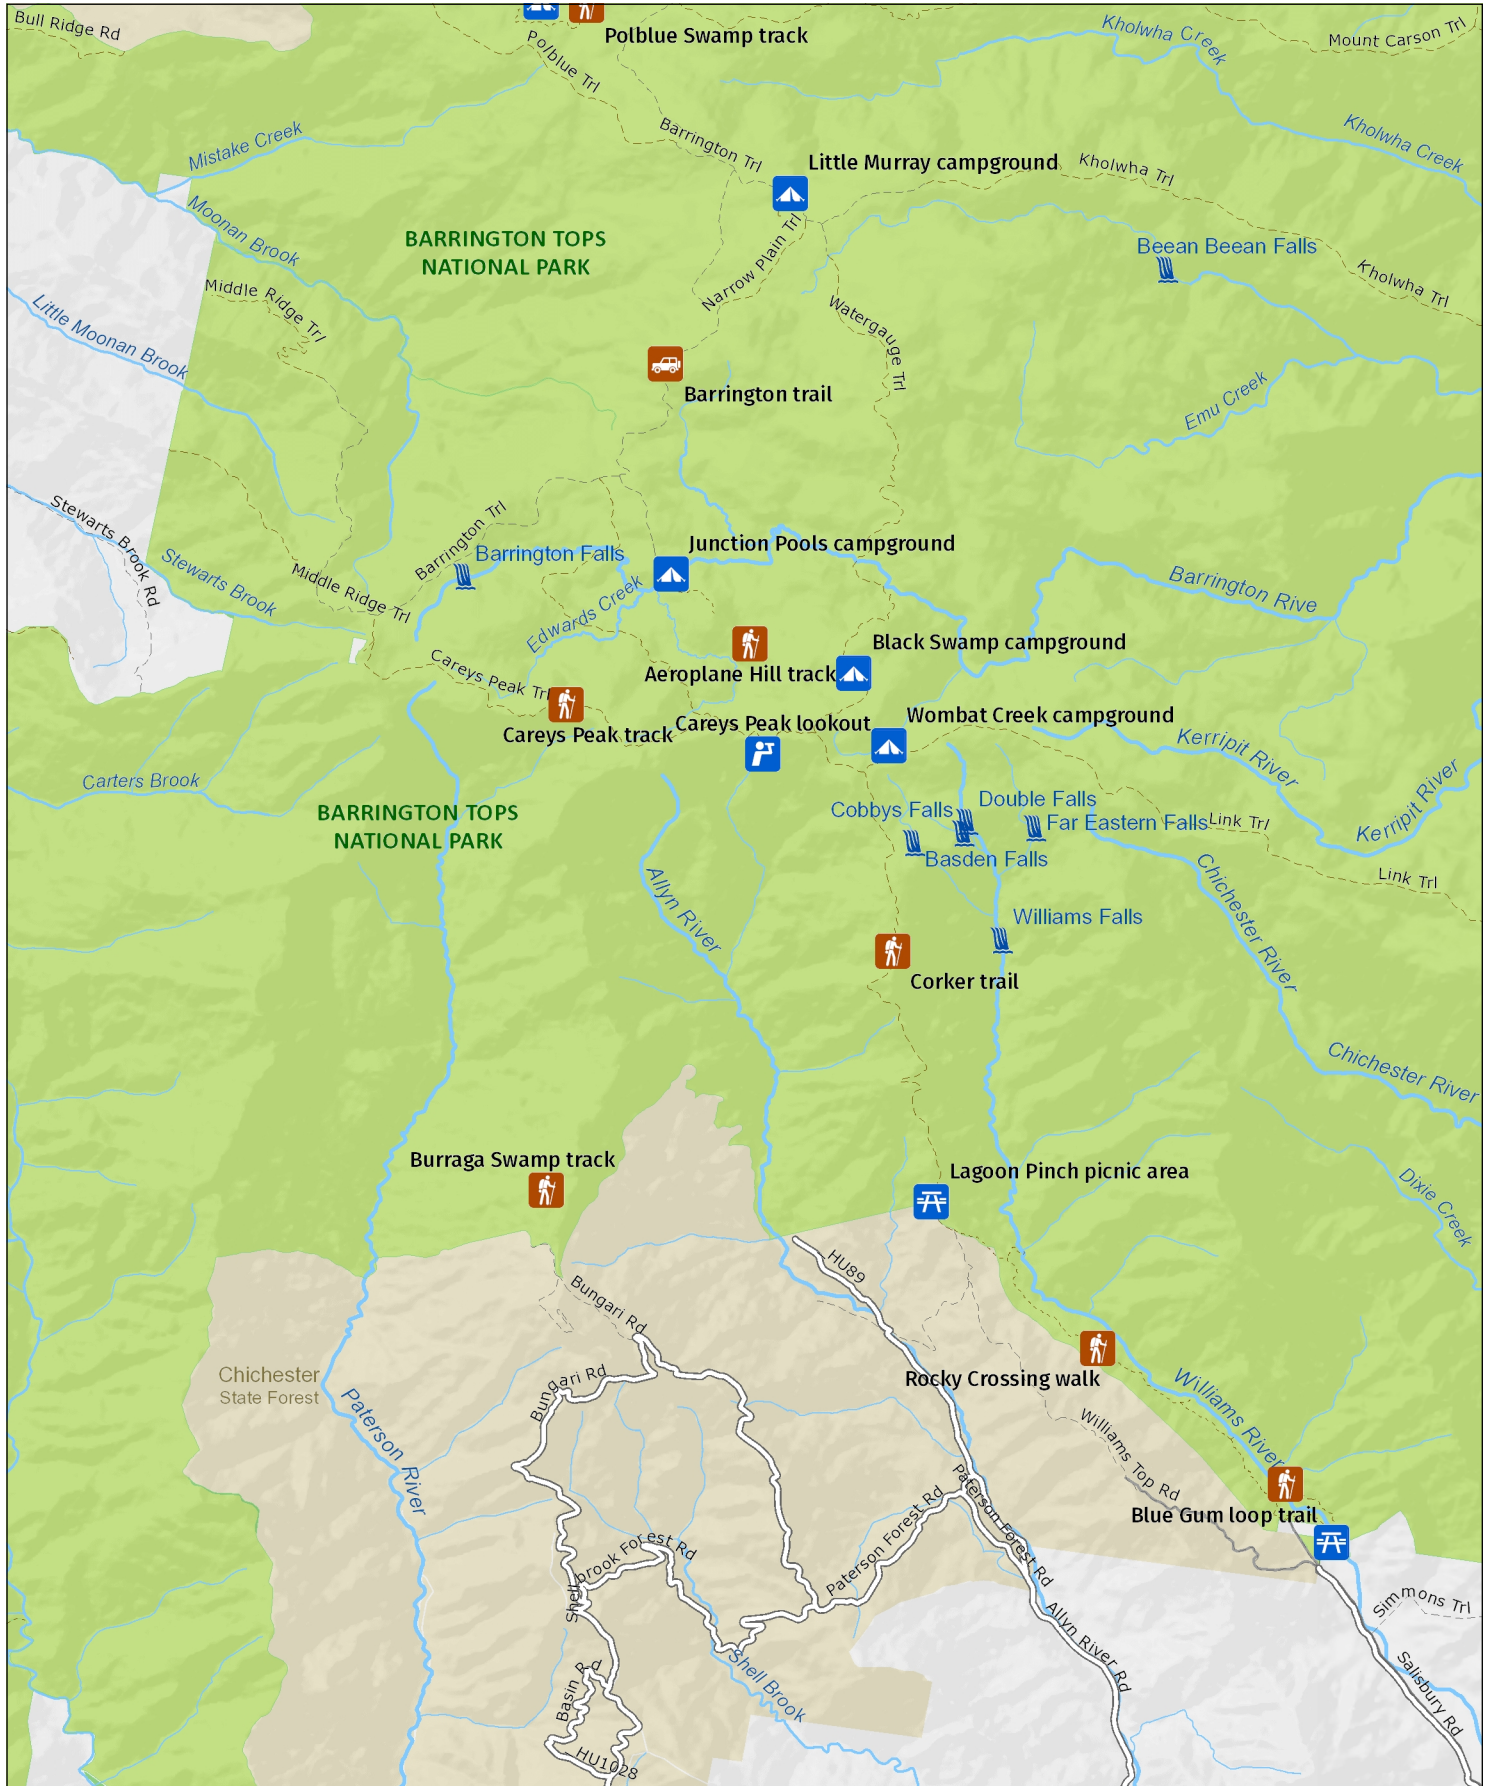 Bull Ridge Rd
Polblue Swamp track
Kholwha Creek
Mount Carson Trl
Polblue Trl
Mistake Creek
Barrington Trl
Little Murray campground
Kholwha Trl
Kholwha Creek
Moonan Brook
BARRINGTON TOPS
NATIONAL PARK
Narrow Plain Trl
Beean Beean Falls
Kholwha Trl
Middle Ridge Trl
Little Moonan Brook
Watergauge Trl
Barrington trail
Emu Creek
Stewarts Brook Rd
Barrington Trl
Barrington Falls
Junction Pools campground
Stewarts Brook
Middle Ridge Trl
Edwards Creek
Barrington Rive
Black Swamp campground
Aeroplane Hill track
Careys Peak Trl
Careys Peak track
Careys Peak lookout
Wombat Creek campground
Kerripit River
Kerripit River
Carters Brook
BARRINGTON TOPS
NATIONAL PARK
Cobbys Falls
Double Falls
Far Eastern Falls
Link Trl
Basden Falls
Link Trl
Allyn River
Chichester River
Williams Falls
Corker trail
Chichester River
Burraga Swamp track
Lagoon Pinch picnic area
Dixie Creek
HU89
Bungari Rd
Chichester
State Forest
Bungari Rd
Rocky Crossing walk
Paterson River
Williams River
Williams Top Rd
Paterson Forest Rd
Paterson Forest Rd
Blue Gum loop trail
Shellbrook Forest Rd
Allyn River Rd
Simmons Trl
Shell Brook
Salisbury Rd
Basin Rd
HU1028